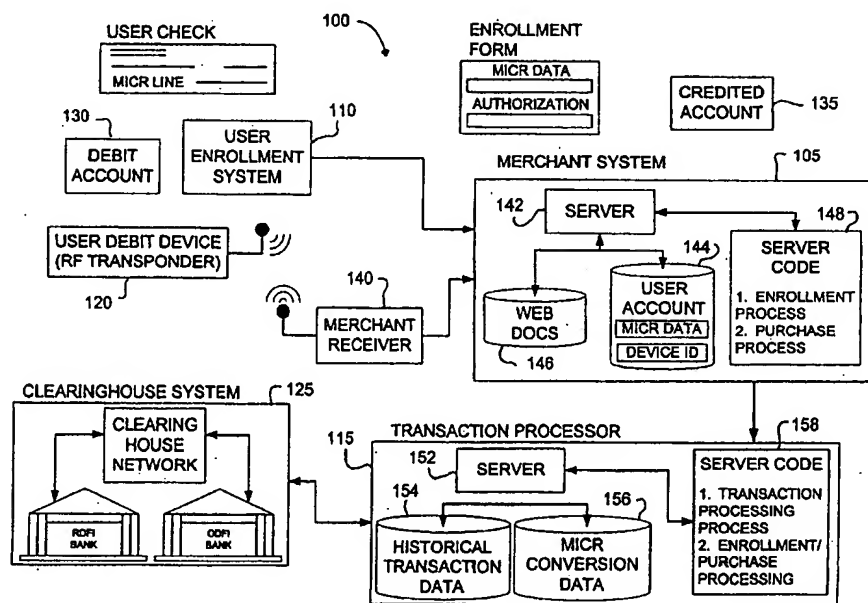 USER CHECK
MICR LINE
100
ENROLLMENT
FORM
MICR DATA
AUTHORIZATION
CREDITED
ACCOUNT
135
130
DEBIT
ACCOUNT
USER
ENROLLMENT
SYSTEM
110
MERCHANT SYSTEM
105
142
SERVER
148
SERVER
CODE
1. ENROLLMENT
PROCESS
2. PURCHASE
PROCESS
USER DEBIT DEVICE
(RF TRANSPONDER)
120
144
USER
ACCOUNT
MICR DATA
DEVICE ID
WEB
DOCS
146
140
MERCHANT
RECEIVER
CLEARINGHOUSE SYSTEM
125
CLEARING
HOUSE
NETWORK
RDFI
BANK
ODFI
BANK
TRANSACTION PROCESSOR
115
152
SERVER
158
SERVER CODE
1. TRANSACTION
PROCESSING
PROCESS
2. ENROLLMENT/
PURCHASE
PROCESSING
154
HISTORICAL
TRANSACTION
DATA
156
MICR
CONVERSION
DATA